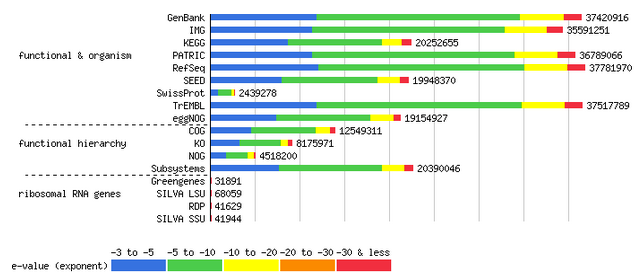 GenBank 37420916
IMG 35591251
KEGG 20252655
functional & organism PATRIC 36789066
RefSeq 37781970
SEED 19948370
SwissProt 2439278
TrEMBL 37517789
eggNOG 19154927
COG 12549311
functional hierarchy KO 8175971
NOG 4518200
Subsystems 20390046
Greengenes 31891
ribosomal RNA genes SILVA LSU 68059
RDP 41629
SILVA SSU 41944
-3 to -5 -5 to -10 -10 to -20 -20 to -30 -30 & less
e-value (exponent)